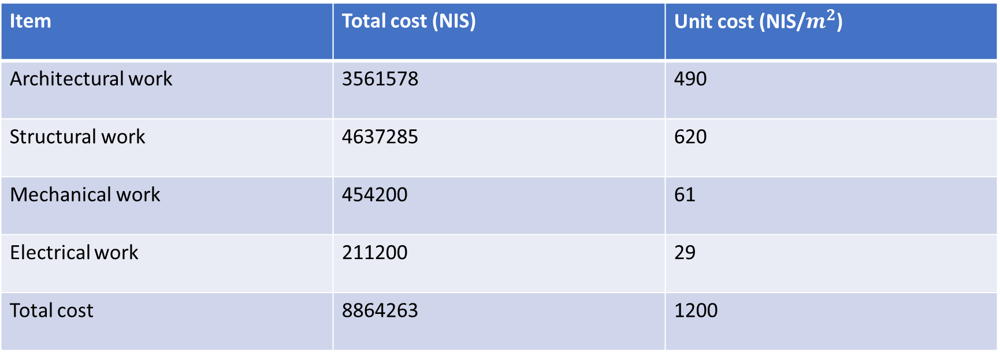 Item Total cost (NIS) Unit cost (NIS/m²)
Architectural work 3561578 490
Structural work 4637285 620
Mechanical work 454200 61
Electrical work 211200 29
Total cost 8864263 1200